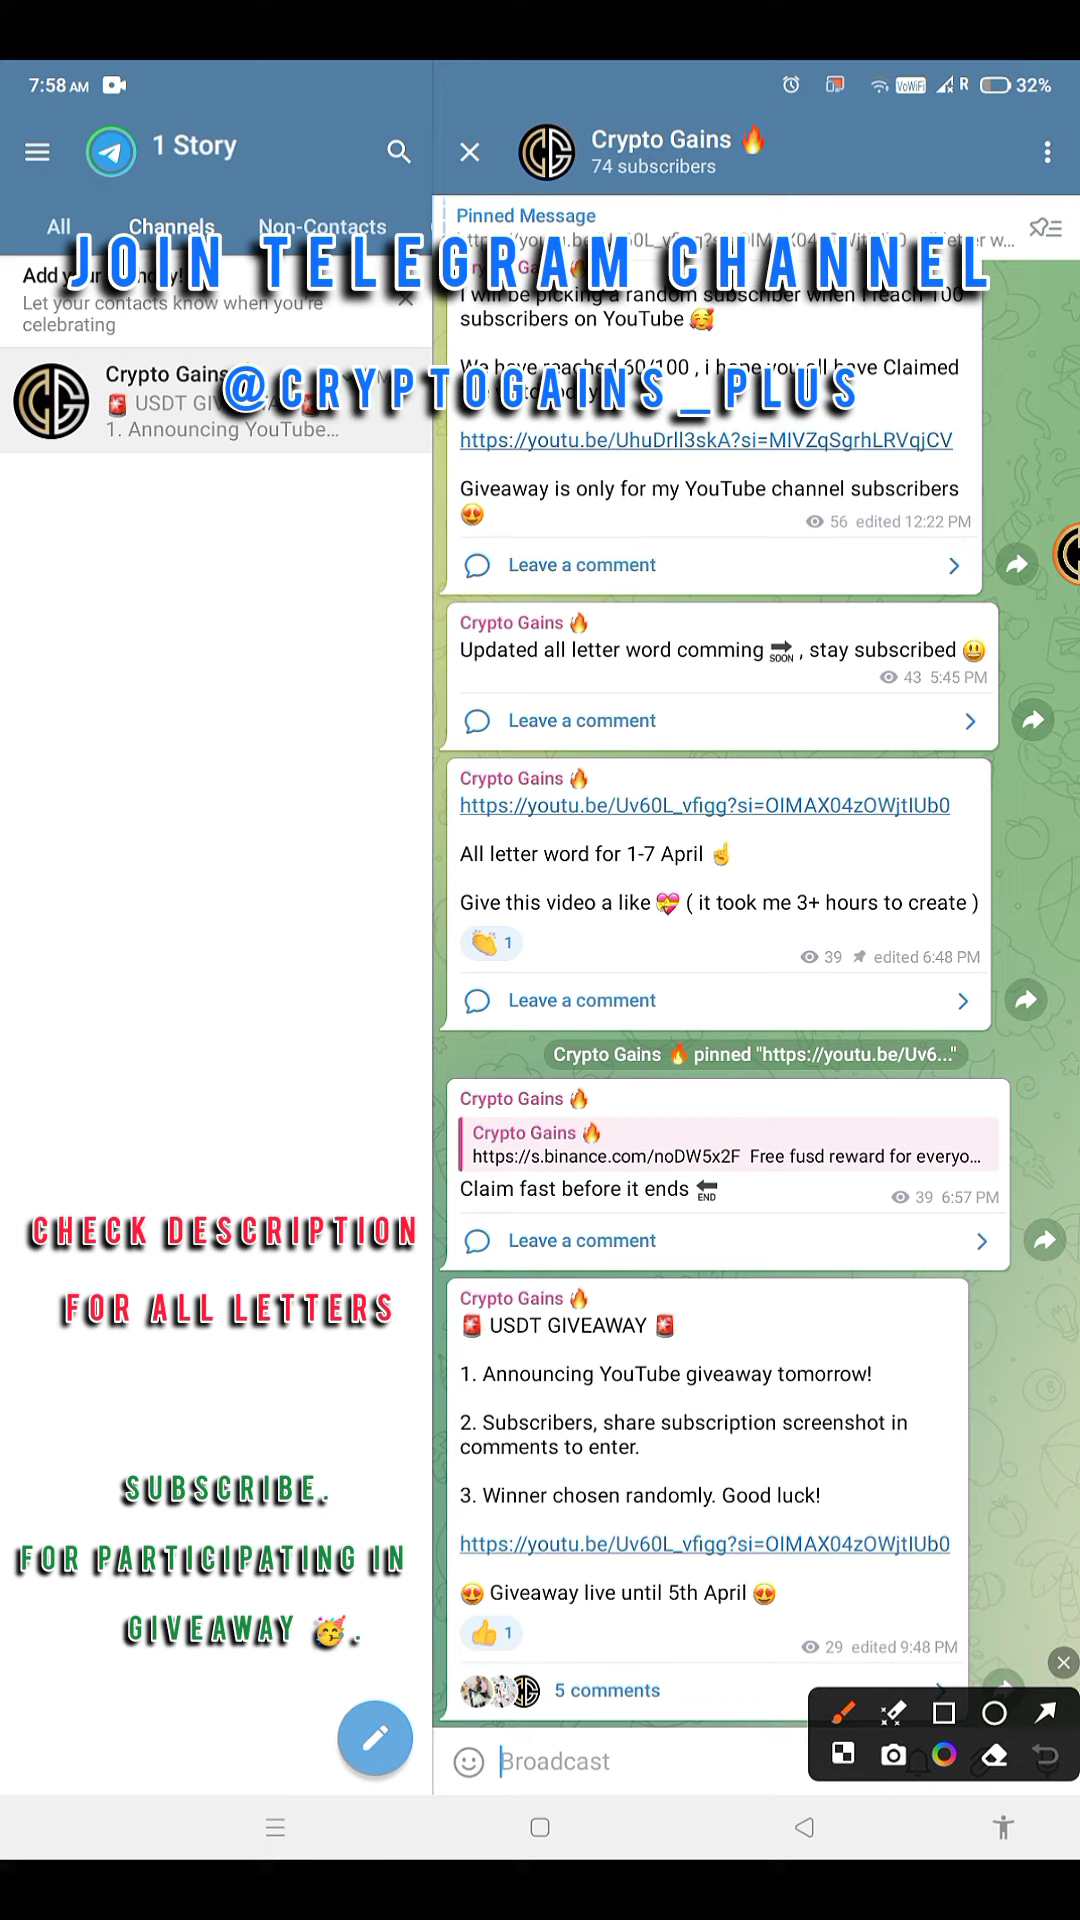 7:58 AM
VoWiFi R 32%
1 Story
Crypto Gains 🔥
74 subscribers
All Channels Non-Contacts
Pinned Message
JOIN TELEGRAM CHANNEL
Let your contacts know when you're
celebrating
Crypto Gains
🚨 USDT
1. Announcing YouTube...
@CRYPTOGAINS_PLUS
I will be picking a random subscriber when I reach 100
subscribers on YouTube 🥰
We have reached 60/100 , i hope you all have Claimed
https://youtu.be/UhuDrlI3skA?si=MIVZqSgrhLRVqjCV
Giveaway is only for my YouTube channel subscribers
😍
56 edited 12:22 PM
Leave a comment
Crypto Gains 🔥
Updated all letter word comming 🔜 , stay subscribed 😃
43 5:45 PM
Leave a comment
Crypto Gains 🔥
https://youtu.be/Uv60L_vfigg?si=OIMAX04zOWjtIUb0
All letter word for 1-7 April ☝️
Give this video a like 💝 ( it took me 3+ hours to create )
👏 1
39 edited 6:48 PM
Leave a comment
Crypto Gains 🔥 pinned "https://youtu.be/Uv6..."
Crypto Gains 🔥
Crypto Gains 🔥
https://s.binance.com/noDW5x2F Free fusd reward for everyo...
Claim fast before it ends 🔚
39 6:57 PM
Leave a comment
Crypto Gains 🔥
🚨 USDT GIVEAWAY 🚨
1. Announcing YouTube giveaway tomorrow!
2. Subscribers, share subscription screenshot in
comments to enter.
3. Winner chosen randomly. Good luck!
https://youtu.be/Uv60L_vfigg?si=OIMAX04zOWjtIUb0
😍 Giveaway live until 5th April 😍
👍 1
29 edited 9:48 PM
5 comments
Broadcast
CHECK DESCRIPTION
FOR ALL LETTERS
SUBSCRIBE.
FOR PARTICIPATING IN
GIVEAWAY 🥳.